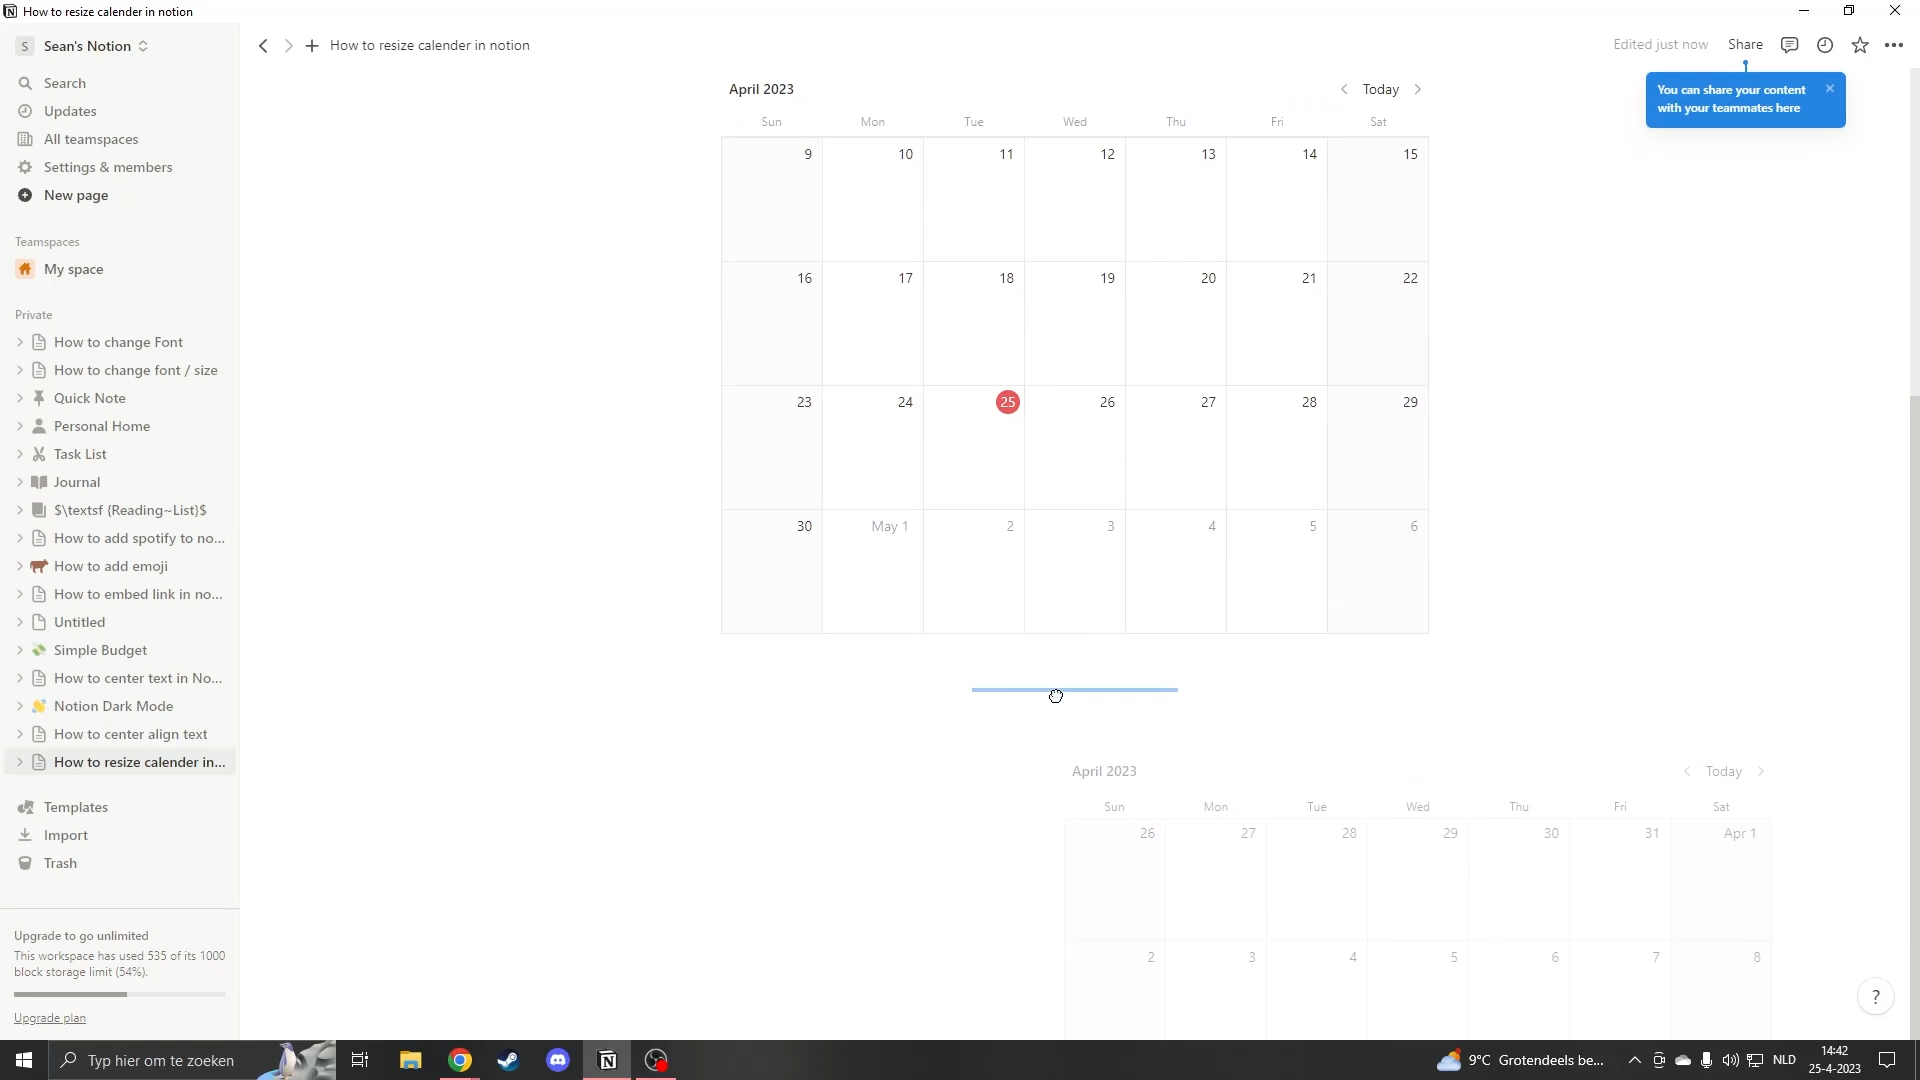 How to resize calender in notion
S Sean's Notion
Search
Updates
All teamspaces
Settings & members
New page
Teamspaces
My space
Private
How to change Font
How to change font / size
Quick Note
Personal Home
Task List
Journal
$\textsf {Reading~List}$
How to add spotify to no...
How to add emoji
How to embed link in no...
Untitled
Simple Budget
How to center text in No...
Notion Dark Mode
How to center align text
How to resize calender in...
Templates
Import
Trash
Upgrade to go unlimited
This workspace has used 535 of its 1000
block storage limit (54%).
Upgrade plan
How to resize calender in notion
Edited just now Share
You can share your content
with your teammates here
April 2023 Today
Sun Mon Tue Wed Thu Fri Sat
9 10 11 12 13 14 15
16 17 18 19 20 21 22
23 24 25 26 27 28 29
30 May 1 2 3 4 5 6
April 2023 Today
Sun Mon Tue Wed Thu Fri Sat
26 27 28 29 30 31 Apr 1
2 3 4 5 6 7 8
?
Typ hier om te zoeken
9°C Grotendeels be...
NLD
14:42
25-4-2023